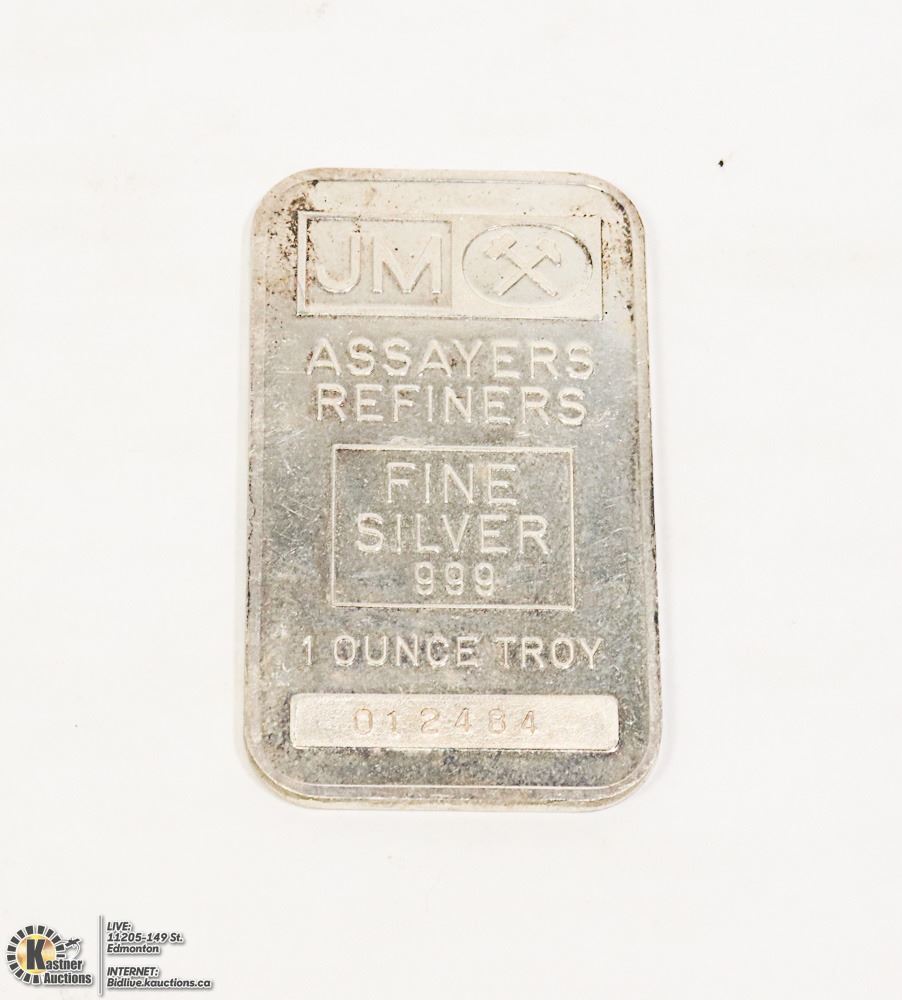 JM
ASSAYERS
REFINERS
FINE
SILVER
999
1 OUNCE TROY
012484
Kastner
Auctions
LIVE:
11205-149 St.
Edmonton
INTERNET:
Bidlive.kauctions.ca